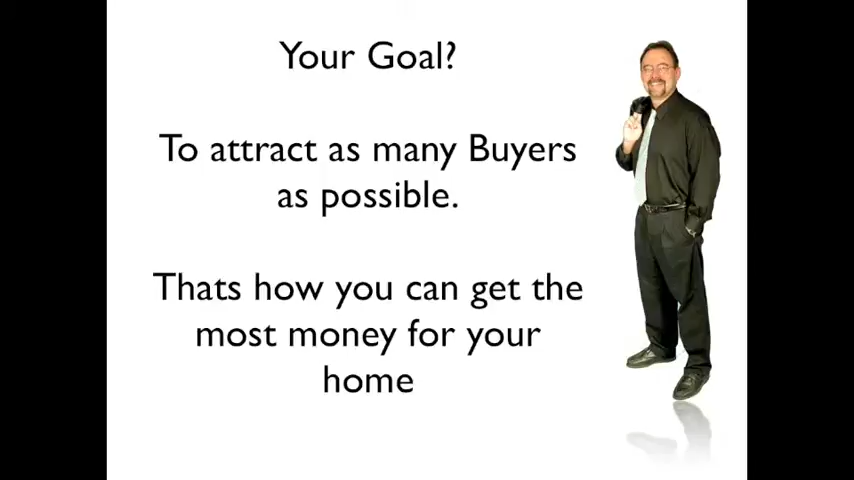 Your Goal?
To attract as many Buyers
as possible.
Thats how you can get the
most money for your
home